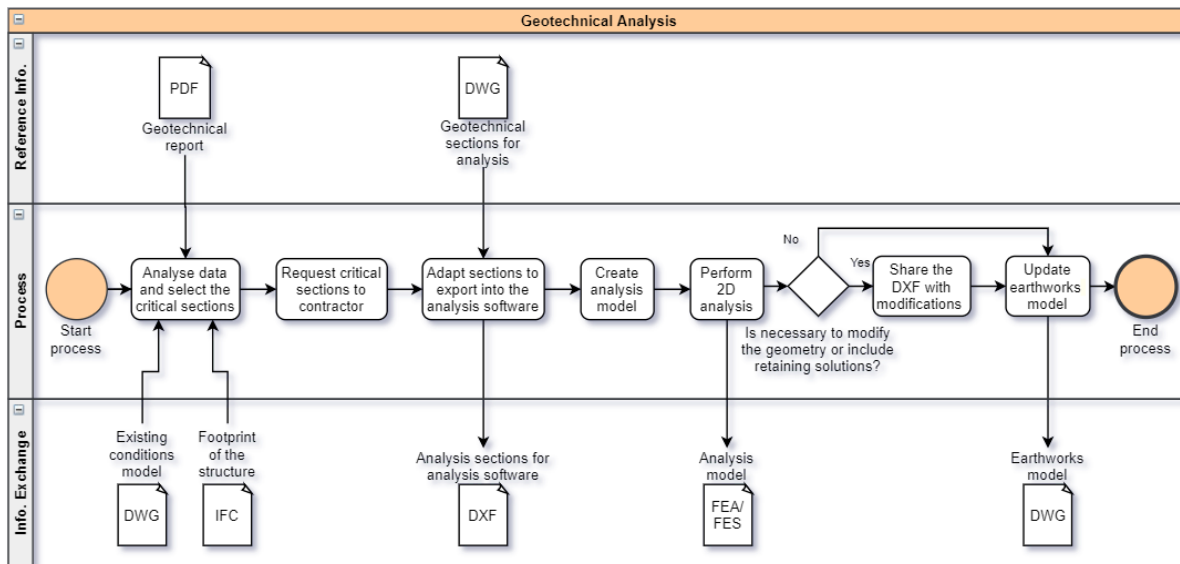 Geotechnical Analysis
Reference Info.
PDF
Geotechnical
report
DWG
Geotechnical
sections for
analysis
Process
Start
process
Analyse data
and select the
critical sections
Request critical
sections to
contractor
Adapt sections to
export into the
analysis software
Create
analysis
model
Perform
2D
analysis
No
Yes
Is necessary to modify
the geometry or include
retaining solutions?
Share the
DXF with
modifications
Update
earthworks
model
End
process
Info. Exchange
Existing
conditions
model
DWG
Footprint
of the
structure
IFC
Analysis sections for
analysis software
DXF
Analysis
model
FEA/
FES
Earthworks
model
DWG